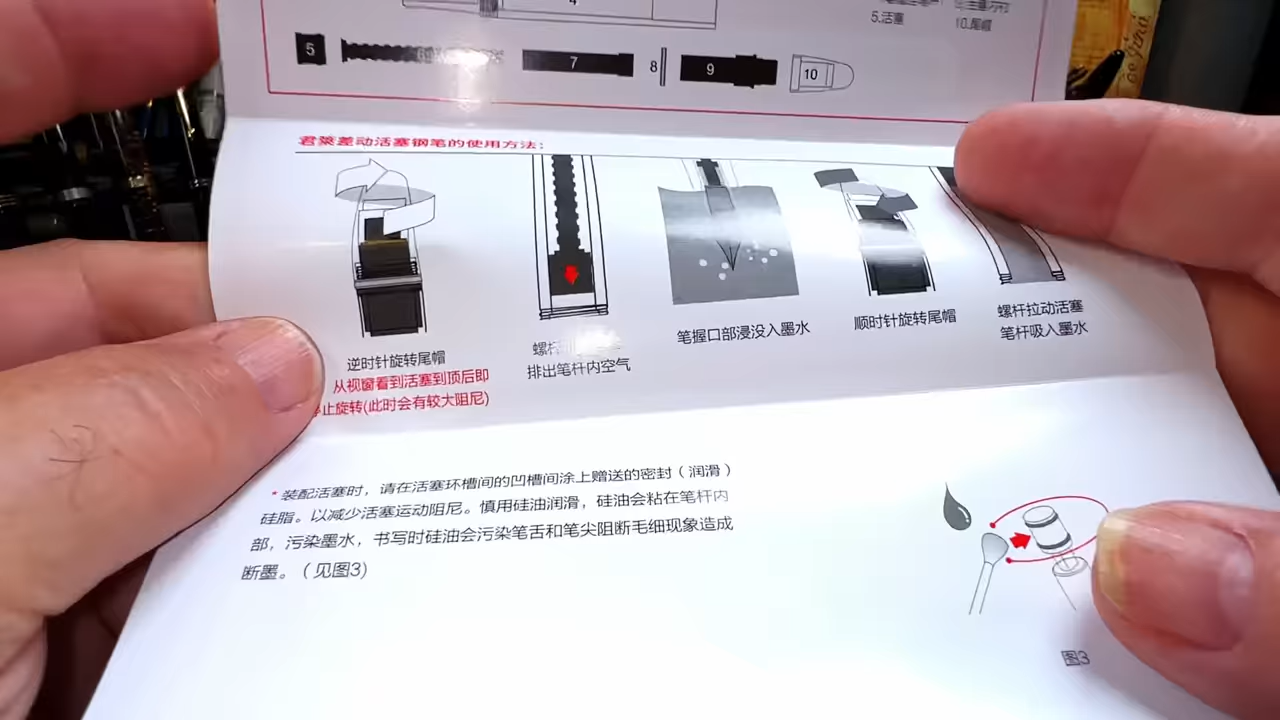 4
5.活塞
10.尾帽
5
7
8
9
10
君莱差动活塞钢笔的使用方法:
逆时针旋转尾帽
从视窗看到活塞到顶后即
止旋转(此时会有较大阻尼)
螺杆
排出笔杆内空气
笔握口部浸没入墨水
顺时针旋转尾帽
螺杆拉动活塞
笔杆吸入墨水
*装配活塞时，请在活塞环槽间的凹槽间涂上赠送的密封（润滑）
硅脂。以减少活塞运动阻尼。慎用硅油润滑，硅油会粘在笔杆内
部，污染墨水，书写时硅油会污染笔舌和笔尖阻断毛细现象造成
断墨。（见图3)
图3